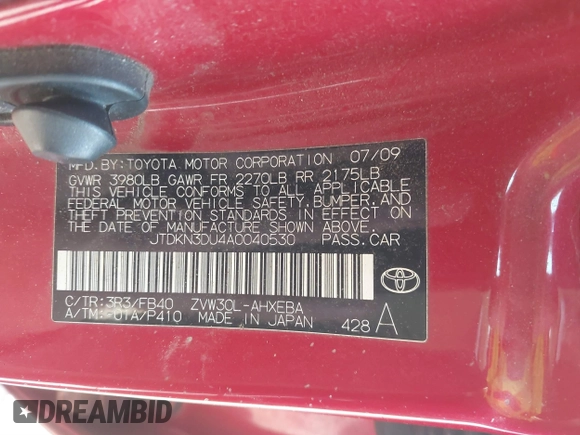 MFD.BY:TOYOTA MOTOR CORPORATION 07/09
GVWR 3980LB GAWR FR 2270LB RR 2175LB
THIS VEHICLE CONFORMS TO ALL APPLICABLE
FEDERAL MOTOR VEHICLE SAFETY, BUMPER, AND
THEFT PREVENTION STANDARDS IN EFFECT ON
THE DATE OF MANUFACTURE SHOWN ABOVE.
JTDKN3DU4A0040530 PASS.CAR
C/TR:3R3/FB40 ZVW30L-AHXEBA
A/TM:-01A/P410 MADE IN JAPAN 428 A
DREAMBID